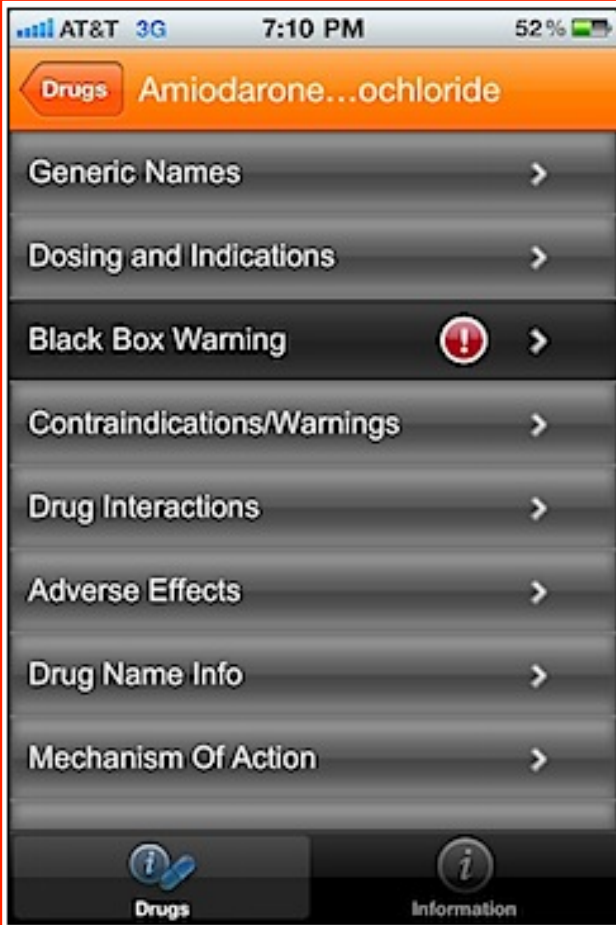 AT&T 3G 7:10 PM 52%
Drugs Amiodarone...ochloride
Generic Names
Dosing and Indications
Black Box Warning
Contraindications/Warnings
Drug Interactions
Adverse Effects
Drug Name Info
Mechanism Of Action
Drugs Information